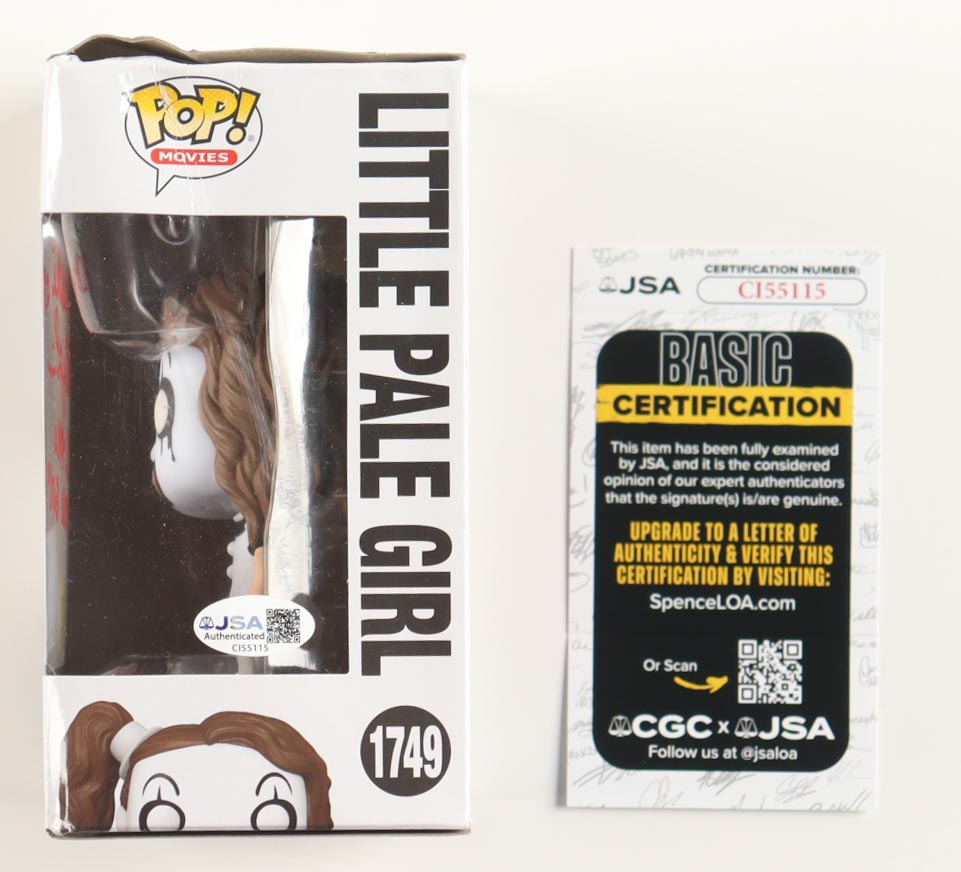 POP!
®
MOVIES
LITTLE PALE GIRL
JSA
Authenticated
CI55115
1749
JSA
CERTIFICATION NUMBER:
CI55115
BASIC
CERTIFICATION
This item has been fully examined
by JSA, and it is the considered
opinion of our expert authenticators
that the signature(s) is/are genuine.
UPGRADE TO A LETTER OF
AUTHENTICITY & VERIFY THIS
CERTIFICATION BY VISITING:
SpenceLOA.com
Or Scan
CGC x JSA
Follow us at @jsaloa